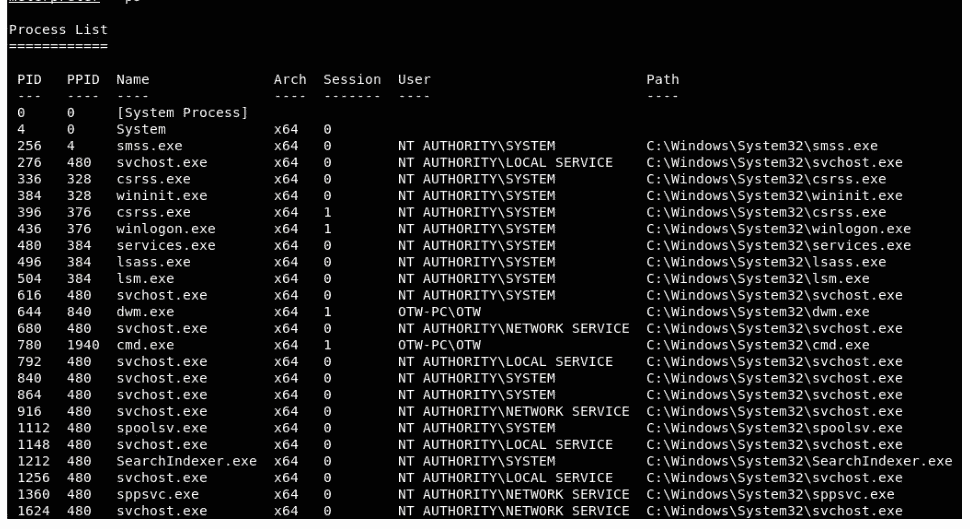 Process List
============
PID PPID Name Arch Session User Path
--- ---- ---- ---- ------- ---- ----
0 0 [System Process]
4 0 System x64 0
256 4 smss.exe x64 0 NT AUTHORITY\SYSTEM C:\Windows\System32\smss.exe
276 480 svchost.exe x64 0 NT AUTHORITY\LOCAL SERVICE C:\Windows\System32\svchost.exe
336 328 csrss.exe x64 0 NT AUTHORITY\SYSTEM C:\Windows\System32\csrss.exe
384 328 wininit.exe x64 0 NT AUTHORITY\SYSTEM C:\Windows\System32\wininit.exe
396 376 csrss.exe x64 1 NT AUTHORITY\SYSTEM C:\Windows\System32\csrss.exe
436 376 winlogon.exe x64 1 NT AUTHORITY\SYSTEM C:\Windows\System32\winlogon.exe
480 384 services.exe x64 0 NT AUTHORITY\SYSTEM C:\Windows\System32\services.exe
496 384 lsass.exe x64 0 NT AUTHORITY\SYSTEM C:\Windows\System32\lsass.exe
504 384 lsm.exe x64 0 NT AUTHORITY\SYSTEM C:\Windows\System32\lsm.exe
616 480 svchost.exe x64 0 NT AUTHORITY\SYSTEM C:\Windows\System32\svchost.exe
644 840 dwm.exe x64 1 OTW-PC\OTW C:\Windows\System32\dwm.exe
680 480 svchost.exe x64 0 NT AUTHORITY\NETWORK SERVICE C:\Windows\System32\svchost.exe
780 1940 cmd.exe x64 1 OTW-PC\OTW C:\Windows\System32\cmd.exe
792 480 svchost.exe x64 0 NT AUTHORITY\LOCAL SERVICE C:\Windows\System32\svchost.exe
840 480 svchost.exe x64 0 NT AUTHORITY\SYSTEM C:\Windows\System32\svchost.exe
864 480 svchost.exe x64 0 NT AUTHORITY\SYSTEM C:\Windows\System32\svchost.exe
916 480 svchost.exe x64 0 NT AUTHORITY\NETWORK SERVICE C:\Windows\System32\svchost.exe
1112 480 spoolsv.exe x64 0 NT AUTHORITY\SYSTEM C:\Windows\System32\spoolsv.exe
1148 480 svchost.exe x64 0 NT AUTHORITY\LOCAL SERVICE C:\Windows\System32\svchost.exe
1212 480 SearchIndexer.exe x64 0 NT AUTHORITY\SYSTEM C:\Windows\System32\SearchIndexer.exe
1256 480 svchost.exe x64 0 NT AUTHORITY\LOCAL SERVICE C:\Windows\System32\svchost.exe
1360 480 sppsvc.exe x64 0 NT AUTHORITY\NETWORK SERVICE C:\Windows\System32\sppsvc.exe
1624 480 svchost.exe x64 0 NT AUTHORITY\NETWORK SERVICE C:\Windows\System32\svchost.exe